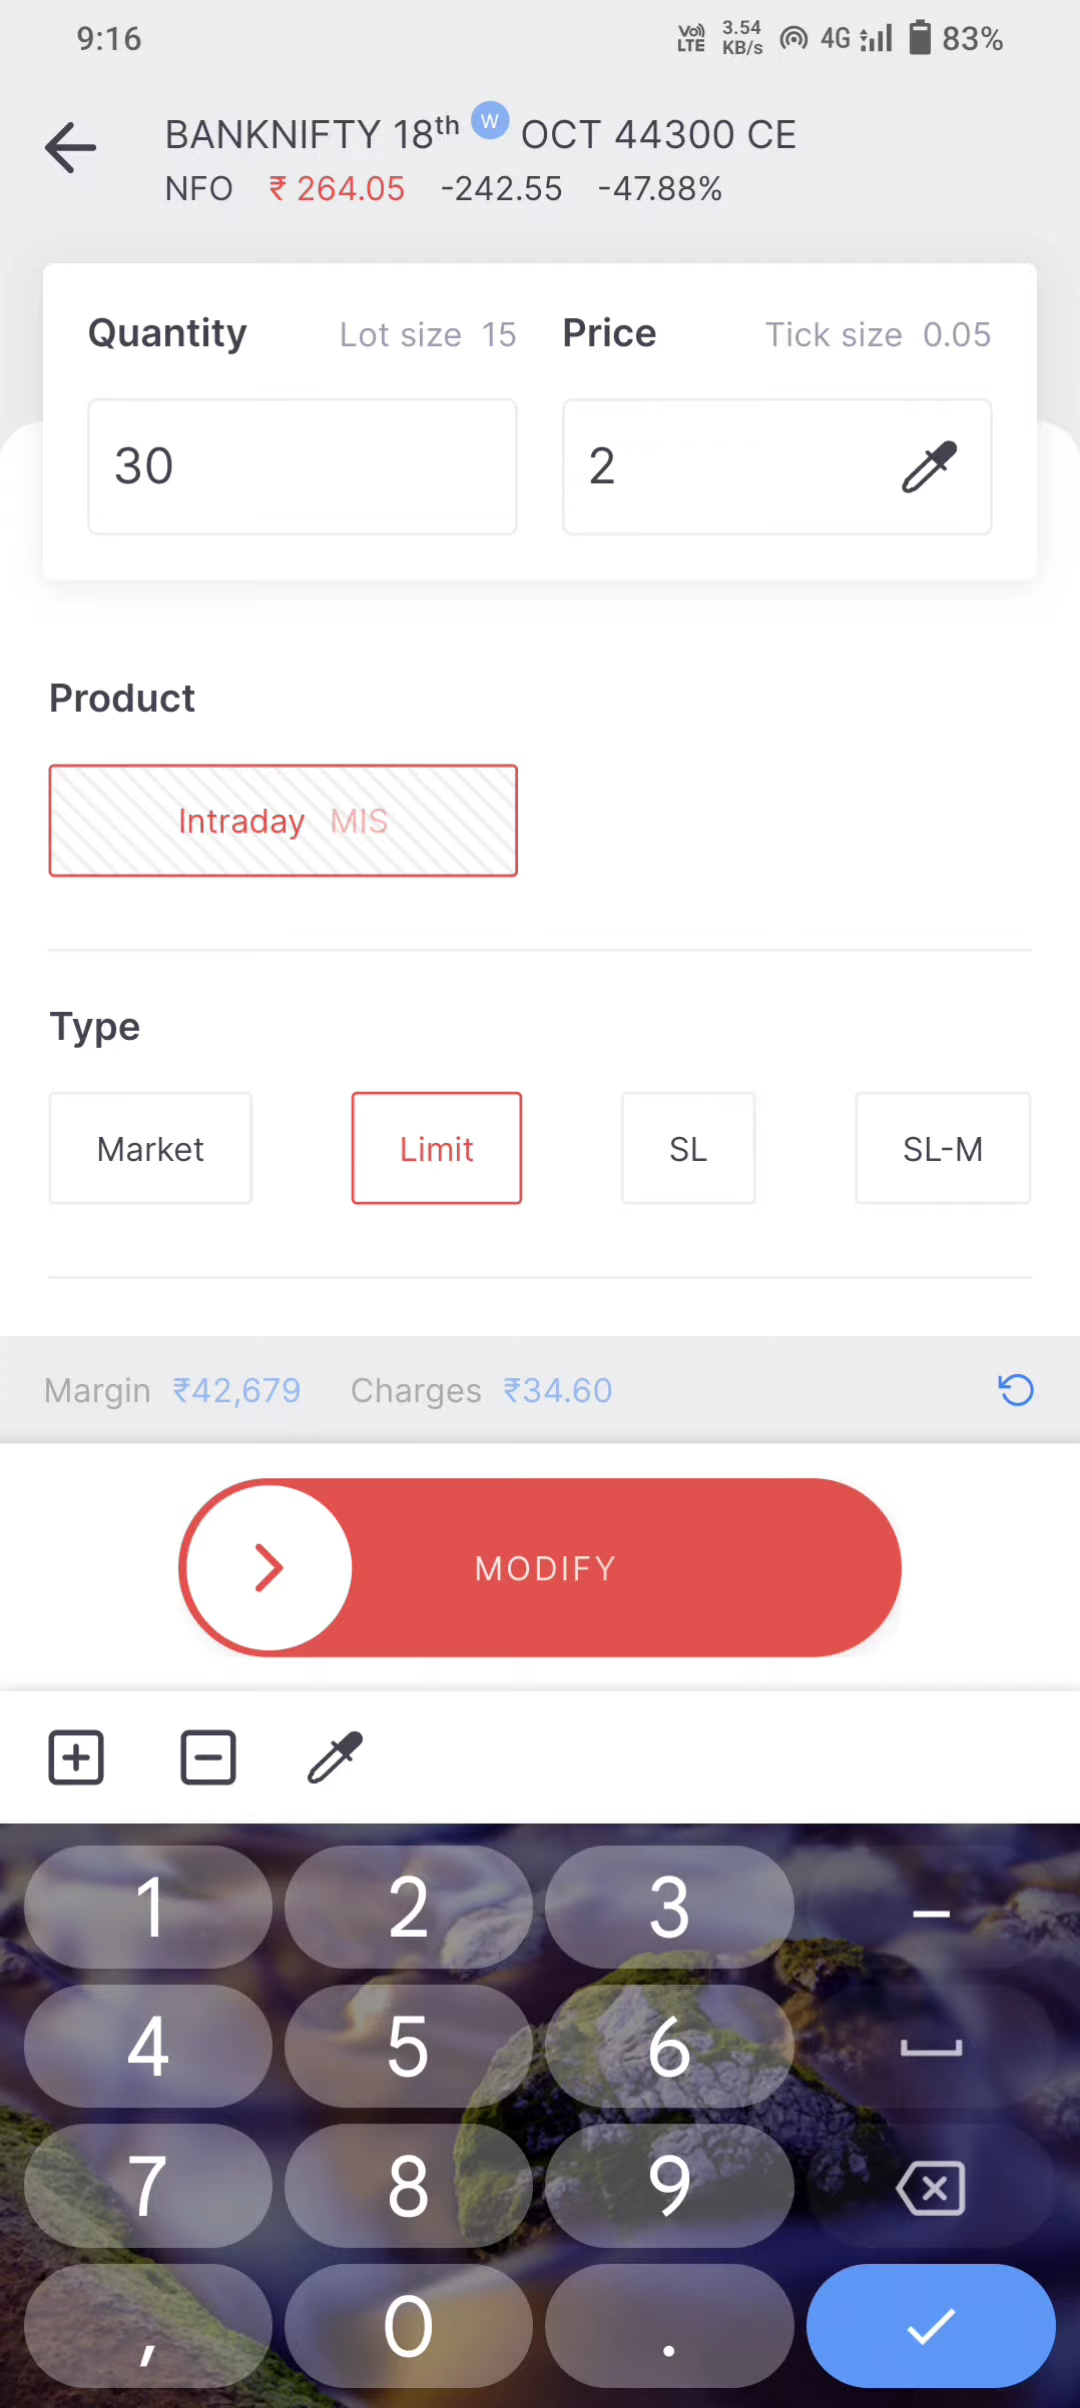 9:16 Vo) LTE 3.54 KB/s 4G 83%
BANKNIFTY 18th W OCT 44300 CE
NFO ₹ 264.05 -242.55 -47.88%
Quantity Lot size 15 Price Tick size 0.05
30 2
Product
Intraday MIS
Type
Market Limit SL SL-M
Margin ₹42,679 Charges ₹34.60
MODIFY
1 2 3 –
4 5 6
7 8 9
, 0 .